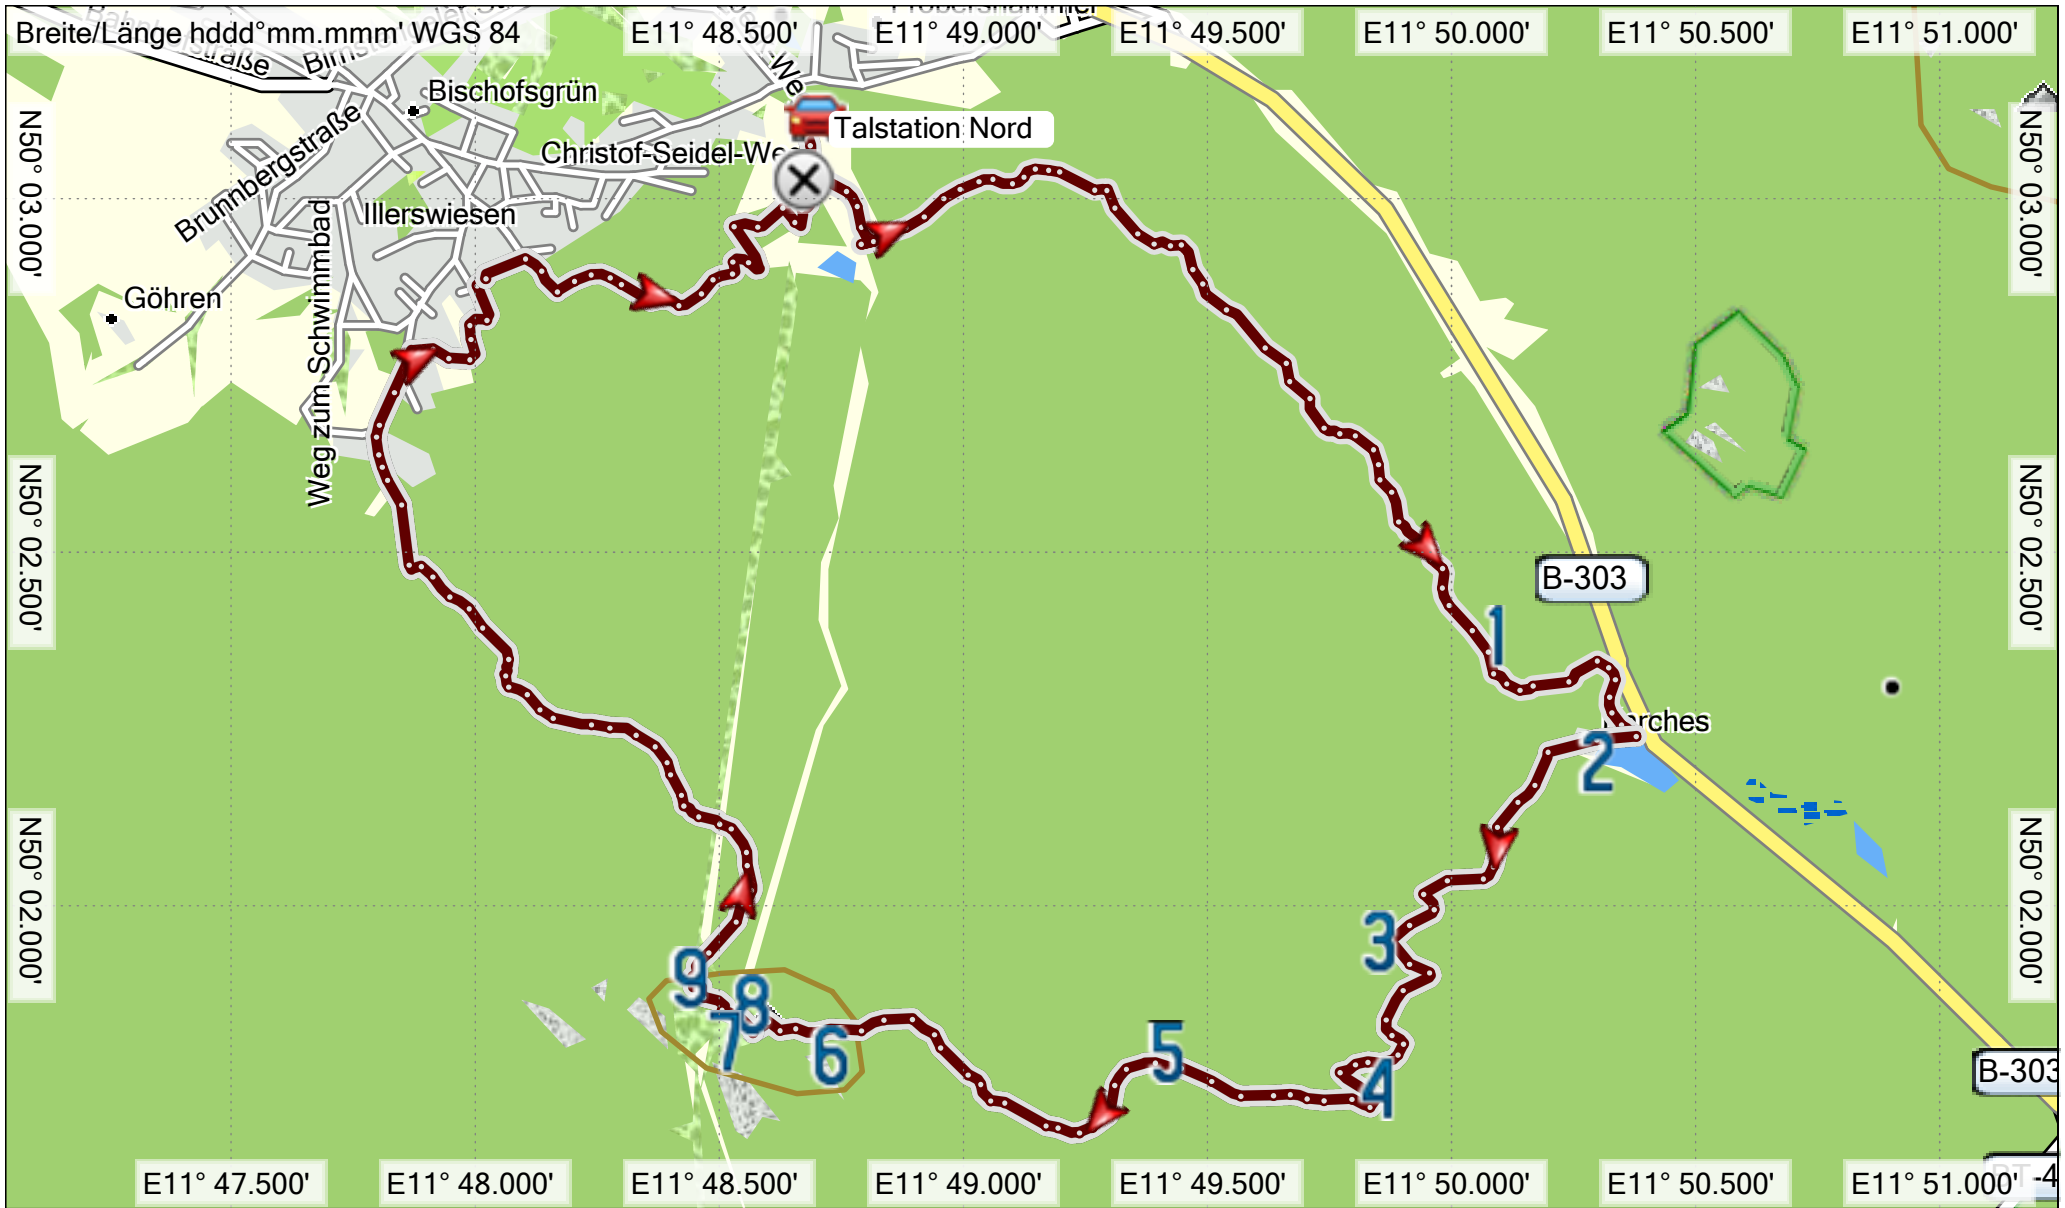 Breite/Länge hddd°mm.mmm' WGS 84
E11° 48.500'
E11° 49.000'
E11° 49.500'
E11° 50.000'
E11° 50.500'
E11° 51.000'
Bischofsgrün
Talstation Nord
Christof-Seidel-Weg
Brunnbergstraße
Illerswiesen
N50° 03.000'
N50° 03.000'
Göhren
Weg zum Schwimmbad
N50° 02.500'
N50° 02.500'
B-303
1
2
N50° 02.000'
N50° 02.000'
3
9
8
7
6
5
4
B-303
E11° 47.500'
E11° 48.000'
E11° 48.500'
E11° 49.000'
E11° 49.500'
E11° 50.000'
E11° 50.500'
E11° 51.000'